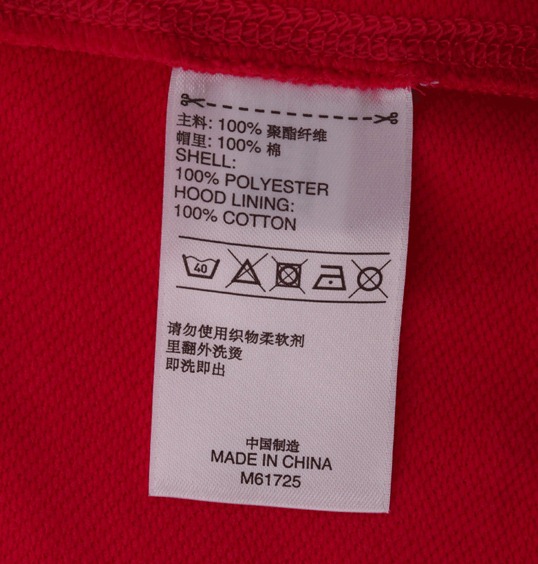 主料: 100% 聚酯纤维
帽里: 100% 棉
SHELL:
100% POLYESTER
HOOD LINING:
100% COTTON
40
请勿使用织物柔软剂
里翻外洗烫
即洗即出
中国制造
MADE IN CHINA
M61725